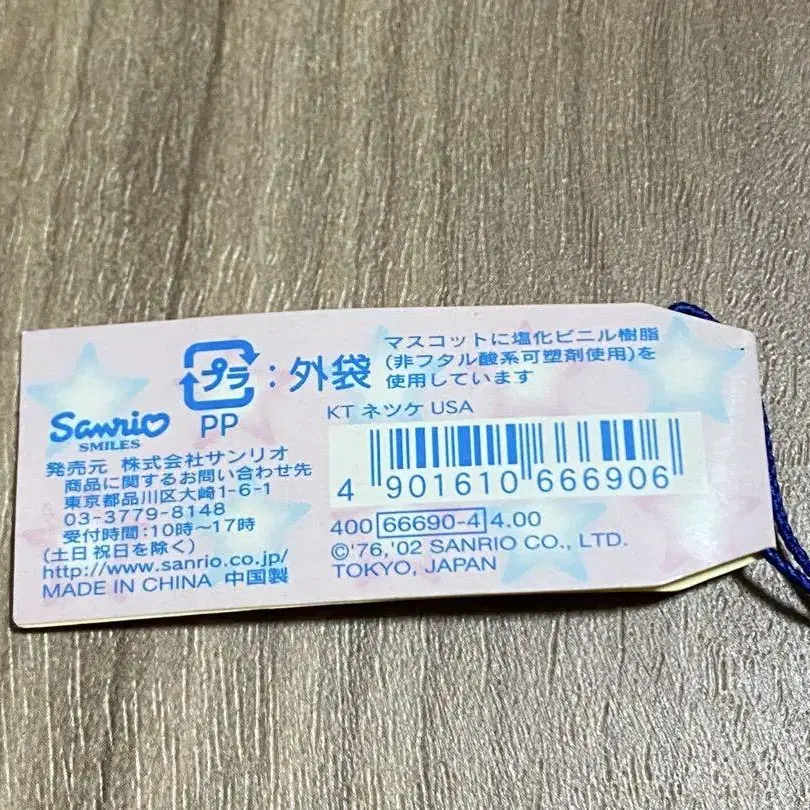 Sanrio
SMILES
発売元 株式会社サンリオ
商品に関するお問い合わせ先
東京都品川区大崎1-6-1
03-3779-8148
受付時間:10時〜17時
(土日祝日を除く)
http://www.sanrio.co.jp/
MADE IN CHINA 中国製
プラ:外袋
PP
マスコットに塩化ビニル樹脂
(非フタル酸系可塑剤使用)を
使用しています
KT ネツケ USA
4 901610 666906
400 66690-4 4.00
©'76,'02 SANRIO CO., LTD.
TOKYO, JAPAN